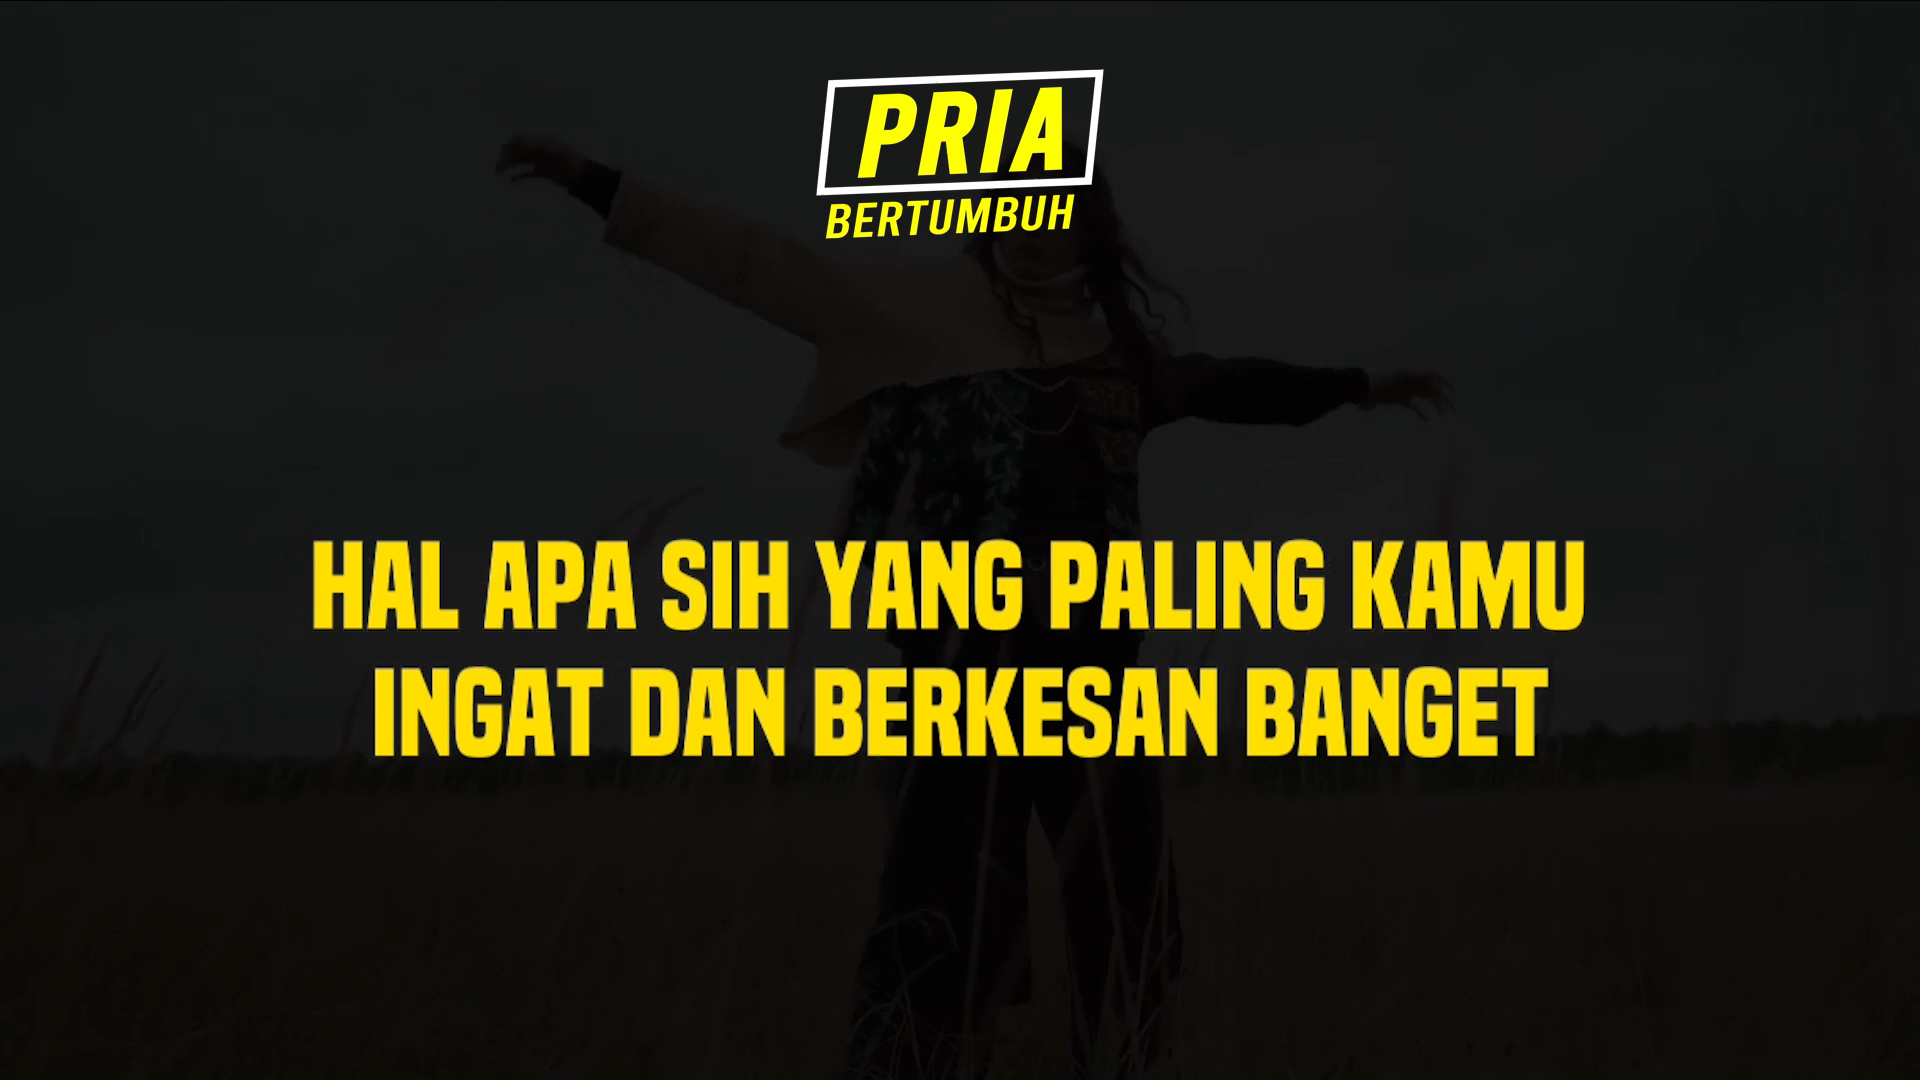 PRIA
BERTUMBUH
HAL APA SIH YANG PALING KAMU
INGAT DAN BERKESAN BANGET